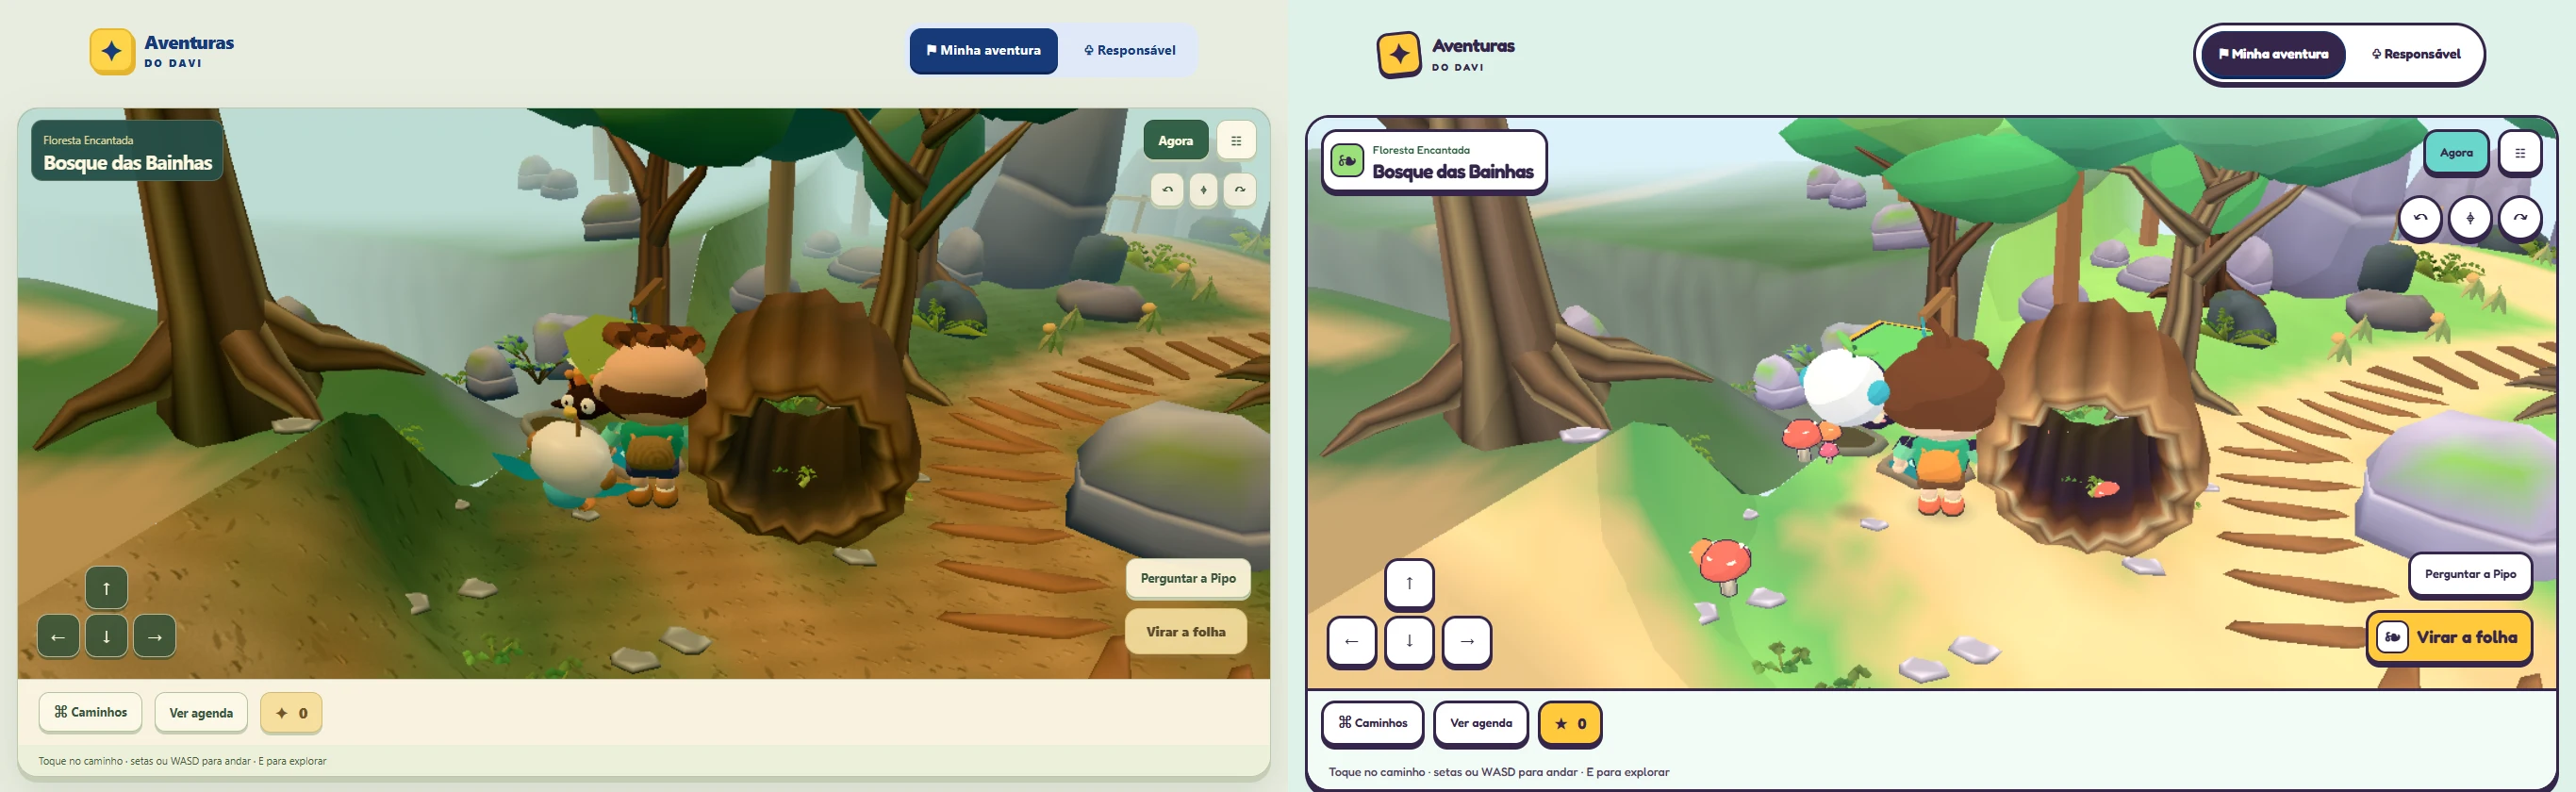 Aventuras
DO DAVI
Minha aventura
Responsável
Floresta Encantada
Bosque das Bainhas
Agora
Perguntar a Pipo
Virar a folha
Caminhos
Ver agenda
0
Toque no caminho · setas ou WASD para andar · E para explorar
Aventuras
DO DAVI
Minha aventura
Responsável
Floresta Encantada
Bosque das Bainhas
Agora
Perguntar a Pipo
Virar a folha
Caminhos
Ver agenda
0
Toque no caminho · setas ou WASD para andar · E para explorar